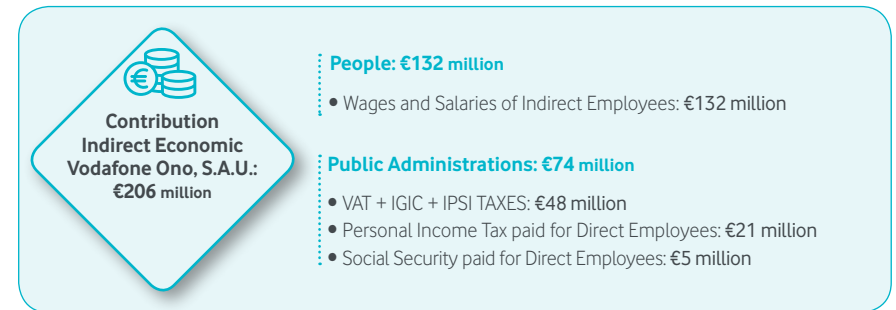 Contribution
Indirect Economic
Vodafone Ono, S.A.U.:
€206 million
People: €132 million
• Wages and Salaries of Indirect Employees: €132 million
Public Administrations: €74 million
• VAT + IGIC + IPSI TAXES: €48 million
• Personal Income Tax paid for Direct Employees: €21 million
• Social Security paid for Direct Employees: €5 million